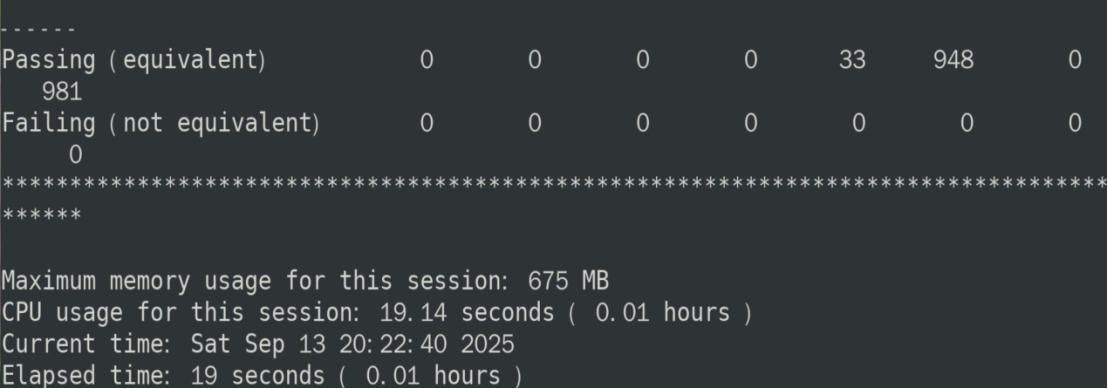 ------
Passing (equivalent) 0 0 0 0 33 948 0
981
Failing (not equivalent) 0 0 0 0 0 0 0
0
**********************************************************************************
******
Maximum memory usage for this session: 675 MB
CPU usage for this session: 19.14 seconds ( 0.01 hours )
Current time: Sat Sep 13 20:22:40 2025
Elapsed time: 19 seconds ( 0.01 hours )